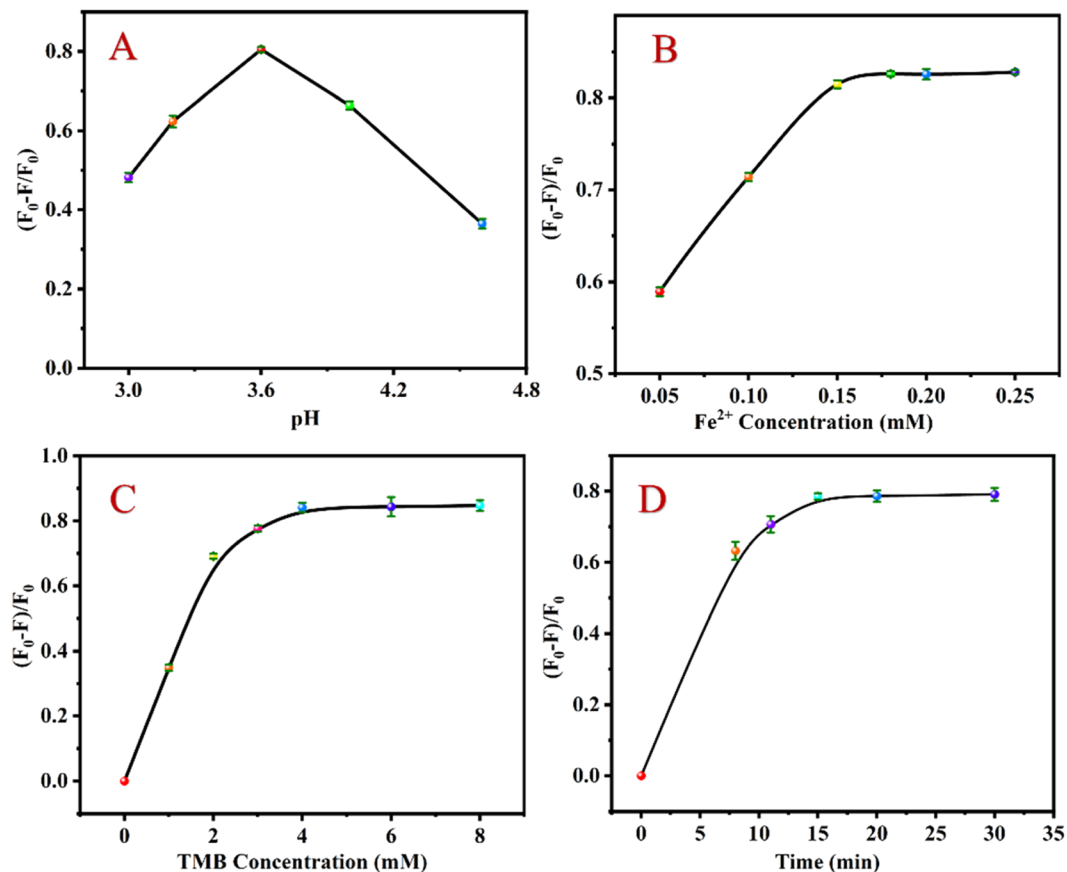 A
(F₀-F/F₀)
0.8
0.6
0.4
0.2
0.0
3.0 3.6 4.2 4.8
pH
B
(F₀-F)/F₀
0.8
0.7
0.6
0.5
0.05 0.10 0.15 0.20 0.25
Fe²⁺ Concentration (mM)
C
(F₀-F)/F₀
1.0
0.8
0.6
0.4
0.2
0.0
0 2 4 6 8
TMB Concentration (mM)
D
(F₀-F)/F₀
0.8
0.6
0.4
0.2
0.0
0 5 10 15 20 25 30 35
Time (min)